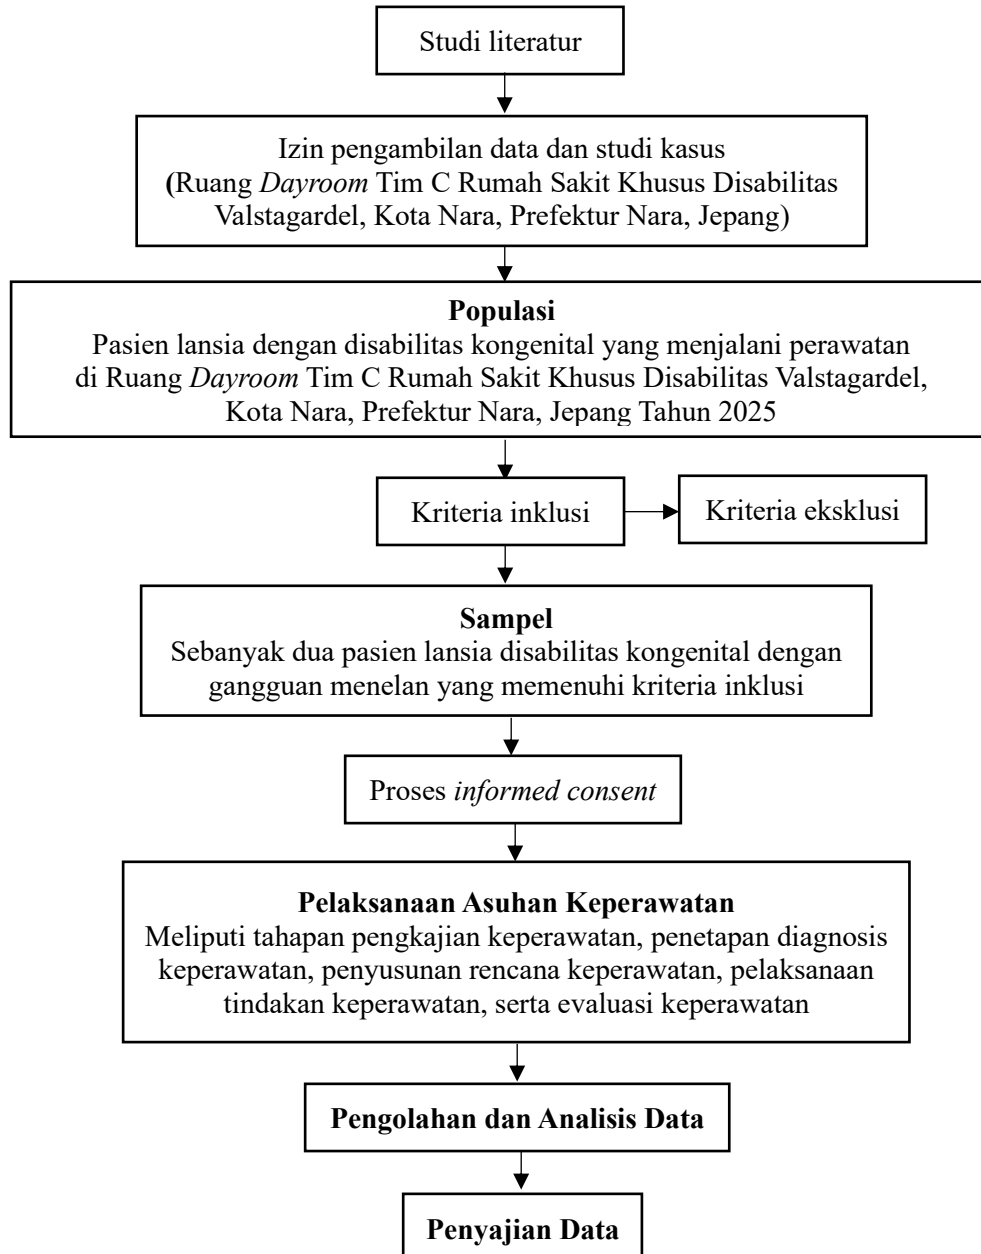 Studi literatur
Izin pengambilan data dan studi kasus
(Ruang Dayroom Tim C Rumah Sakit Khusus Disabilitas
Valstagardel, Kota Nara, Prefektur Nara, Jepang)
Populasi
Pasien lansia dengan disabilitas kongenital yang menjalani perawatan
di Ruang Dayroom Tim C Rumah Sakit Khusus Disabilitas Valstagardel,
Kota Nara, Prefektur Nara, Jepang Tahun 2025
Kriteria inklusi
Kriteria eksklusi
Sampel
Sebanyak dua pasien lansia disabilitas kongenital dengan
gangguan menelan yang memenuhi kriteria inklusi
Proses informed consent
Pelaksanaan Asuhan Keperawatan
Meliputi tahapan pengkajian keperawatan, penetapan diagnosis
keperawatan, penyusunan rencana keperawatan, pelaksanaan
tindakan keperawatan, serta evaluasi keperawatan
Pengolahan dan Analisis Data
Penyajian Data